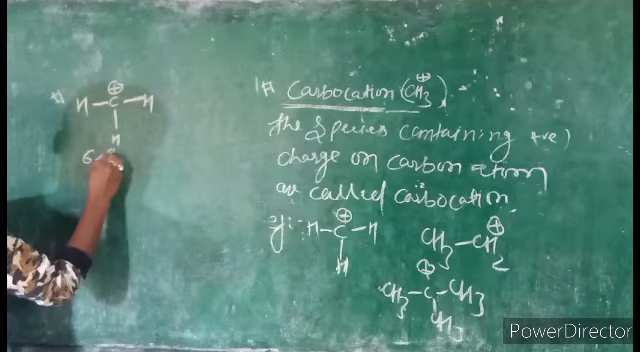 1) Carbocation (CH3⊕) -
The species containing +ve)
charge on carbon atom
are called carbocation.
H-C-H
H
CH3-CH2
CH3-C-CH3
CH3
⊕
H-C-H
H
PowerDirector